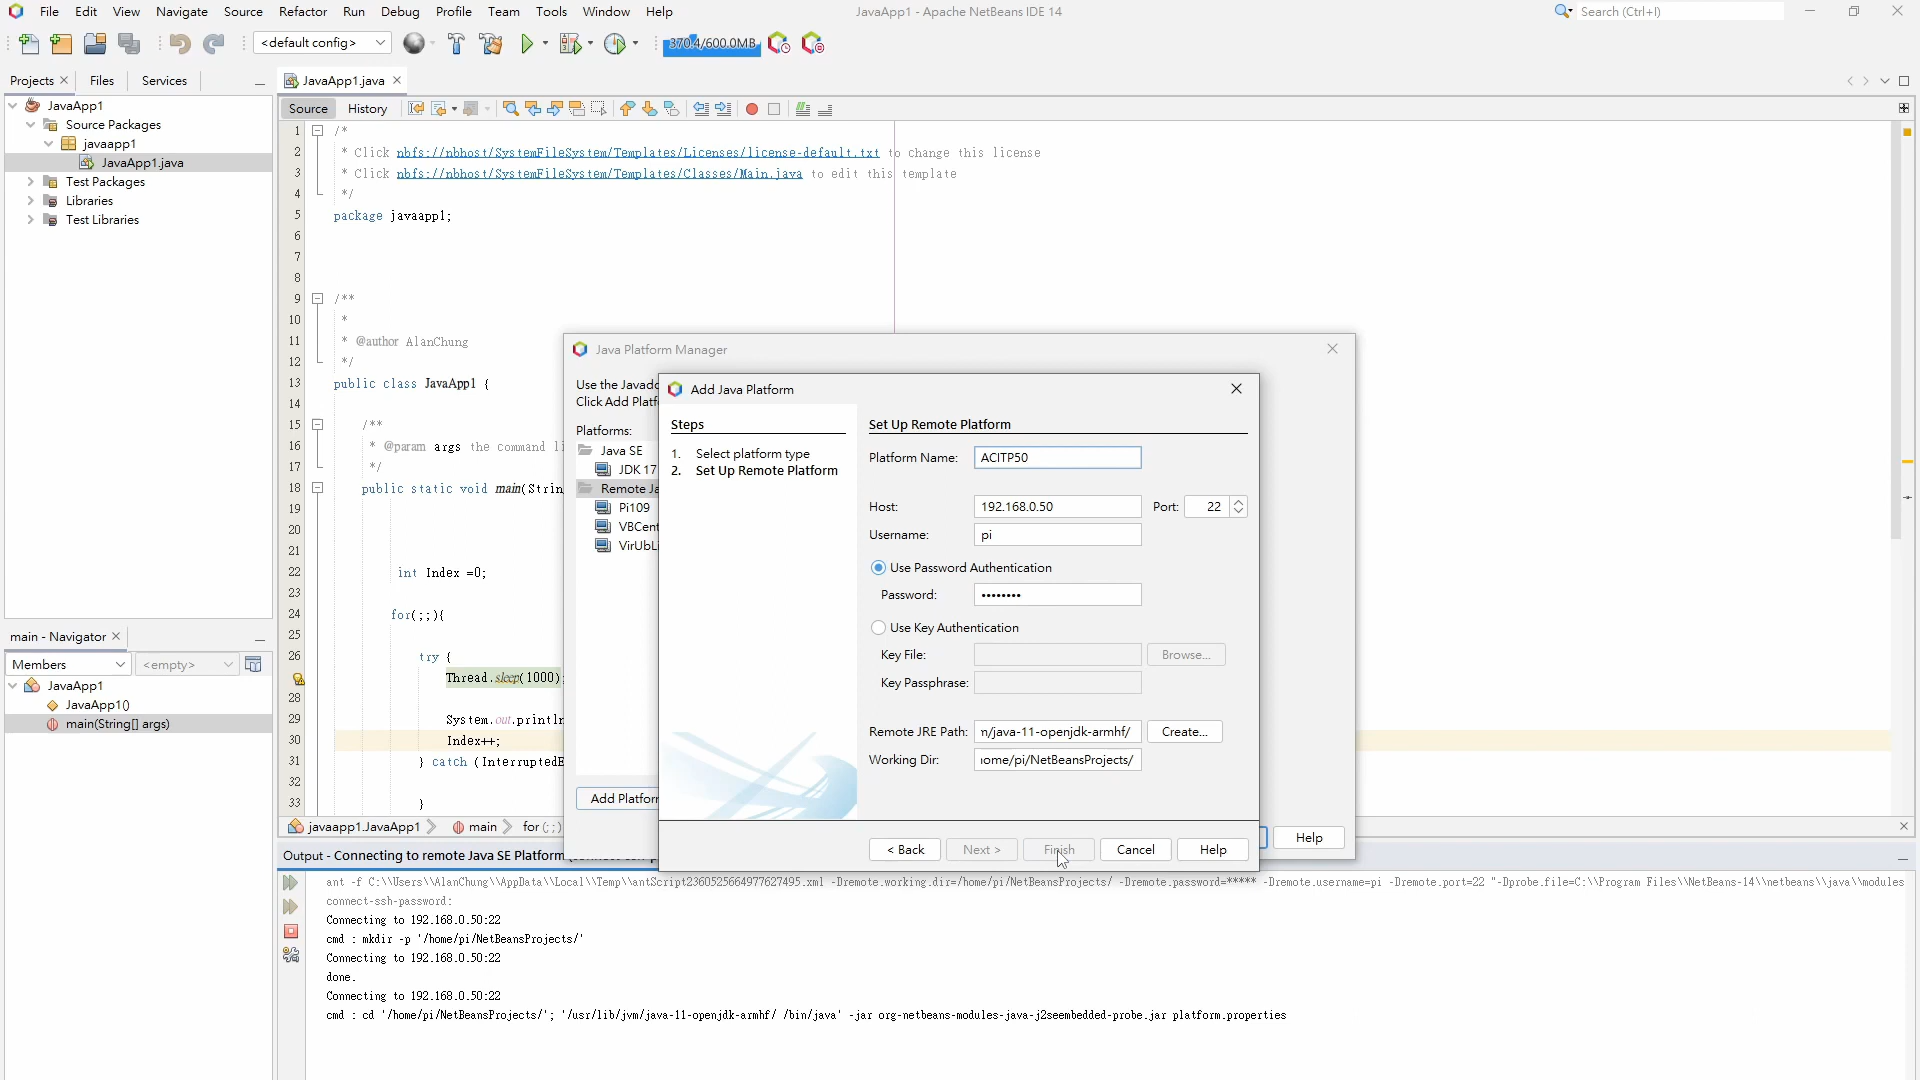 File Edit View Navigate Source Refactor Run Debug Profile Team Tools Window Help
JavaApp1 - Apache NetBeans IDE 14
Search (Ctrl+I)
<default config>
370.4/600.0MB
Projects Files Services
JavaApp1.java
JavaApp1
Source Packages
javaapp1
JavaApp1.java
Test Packages
Libraries
Test Libraries
Source History
1 /*
2 * Click nbfs://nbhost/SystemFileSystem/Templates/Licenses/license-default.txt to change this license
3 * Click nbfs://nbhost/SystemFileSystem/Templates/Classes/Main.java to edit this template
4 */
5 package javaapp1;
6
7
8
9 /**
10 *
11 * @author AlanChung
12 */
13 public class JavaApp1 {
14
15 /**
16 * @param args the command li
17 */
18 public static void main(Strin
19
20
21
22 int Index =0;
23
24 for(;;){
25
26 try {
Thread.sleep(1000);
28
29 System.out.println
30 Index++;
31 } catch (InterruptedE
32
33 }
javaapp1.JavaApp1 main for (;;)
main - Navigator
Members <empty>
JavaApp1
JavaApp1()
main(String[] args)
Java Platform Manager
Use the Javado
Click Add Platf
Platforms:
Java SE
JDK 17
Remote Ja
Pi109
VBCent
VirUbLi
Add Platform
Help
Add Java Platform
Steps
1. Select platform type
2. Set Up Remote Platform
Set Up Remote Platform
Platform Name: ACITP50
Host: 192.168.0.50 Port: 22
Username: pi
Use Password Authentication
Password: ••••••••
Use Key Authentication
Key File: Browse...
Key Passphrase:
Remote JRE Path: n/java-11-openjdk-armhf/ Create...
Working Dir: ome/pi/NetBeansProjects/
< Back Next > Finish Cancel Help
Output - Connecting to remote Java SE Platform
ant -f C:\\Users\\AlanChung\\AppData\\Local\\Temp\\antScript2360525664977627495.xml -Dremote.working.dir=/home/pi/NetBeansProjects/ -Dremote.password=***** -Dremote.username=pi -Dremote.port=22 "-Dprobe.file=C:\\Program Files\\NetBeans-14\\netbeans\\java\\modules
connect-ssh-password:
Connecting to 192.168.0.50:22
cmd : mkdir -p '/home/pi/NetBeansProjects/'
Connecting to 192.168.0.50:22
done.
Connecting to 192.168.0.50:22
cmd : cd '/home/pi/NetBeansProjects/'; '/usr/lib/jvm/java-11-openjdk-armhf/ /bin/java' -jar org-netbeans-modules-java-j2seembedded-probe.jar platform.properties